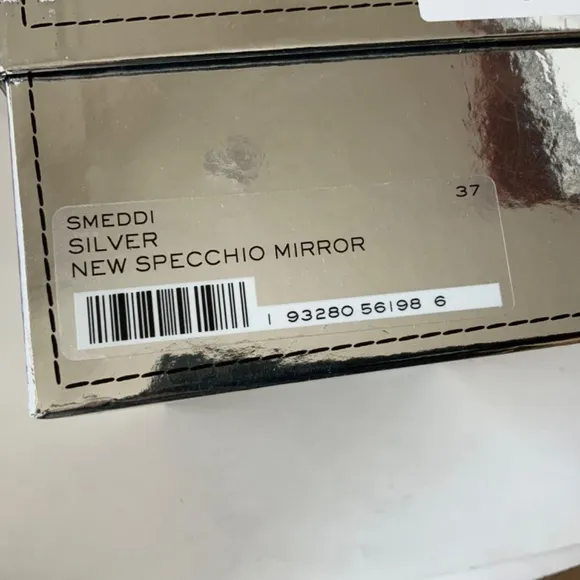 SMEDDI
37
SILVER
NEW SPECCHIO MIRROR
1 93280 56198 6